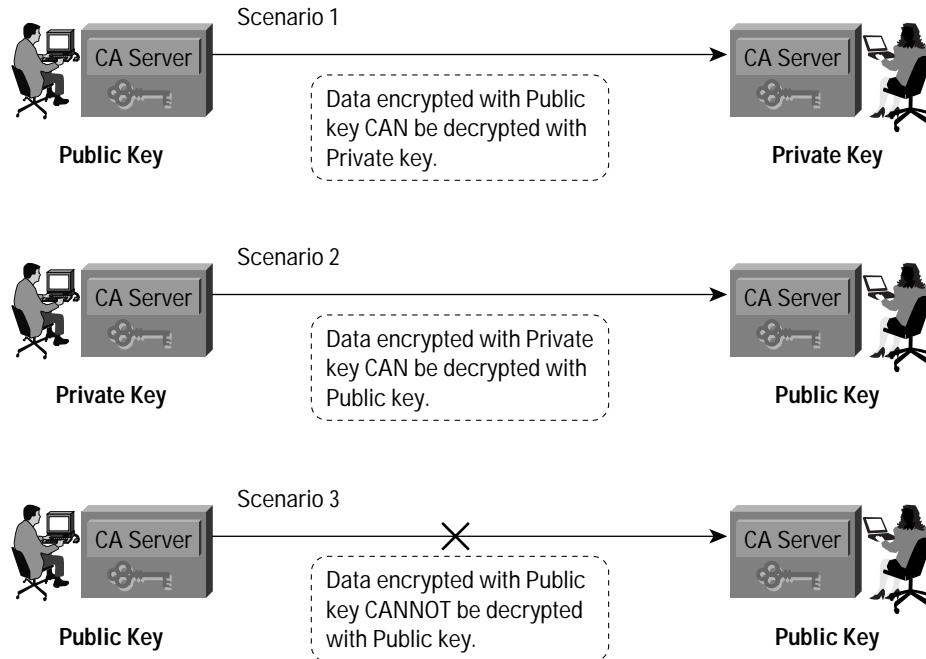 Scenario 1
CA Server
CA Server
Data encrypted with Public
key CAN be decrypted with
Private key.
Public Key
Private Key
Scenario 2
CA Server
CA Server
Data encrypted with Private
key CAN be decrypted with
Public key.
Private Key
Public Key
Scenario 3
CA Server
CA Server
Data encrypted with Public
key CANNOT be decrypted
with Public key.
Public Key
Public Key